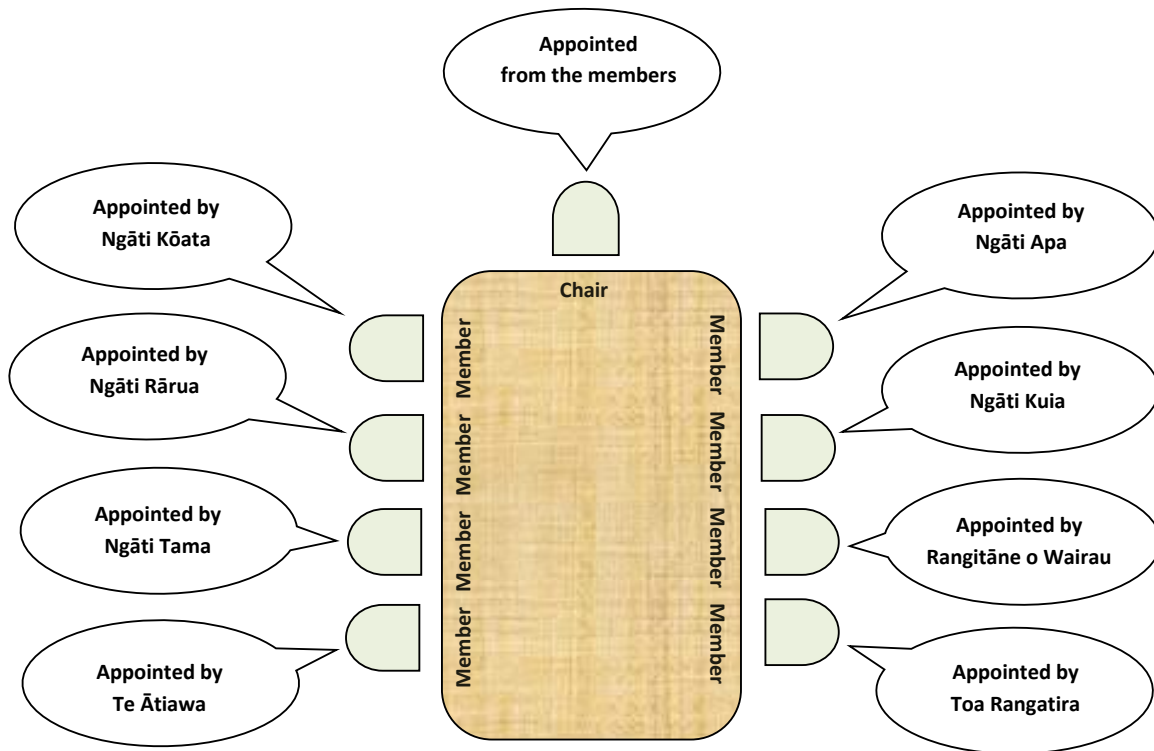 Appointed
from the members
Appointed by
Ngāti Kōata
Appointed by
Ngāti Apa
Chair
Member
Member
Appointed by
Ngāti Rārua
Appointed by
Ngāti Kuia
Member
Member
Appointed by
Ngāti Tama
Appointed by
Rangitāne o Wairau
Member
Member
Appointed by
Te Ātiawa
Appointed by
Toa Rangatira
Member
Member